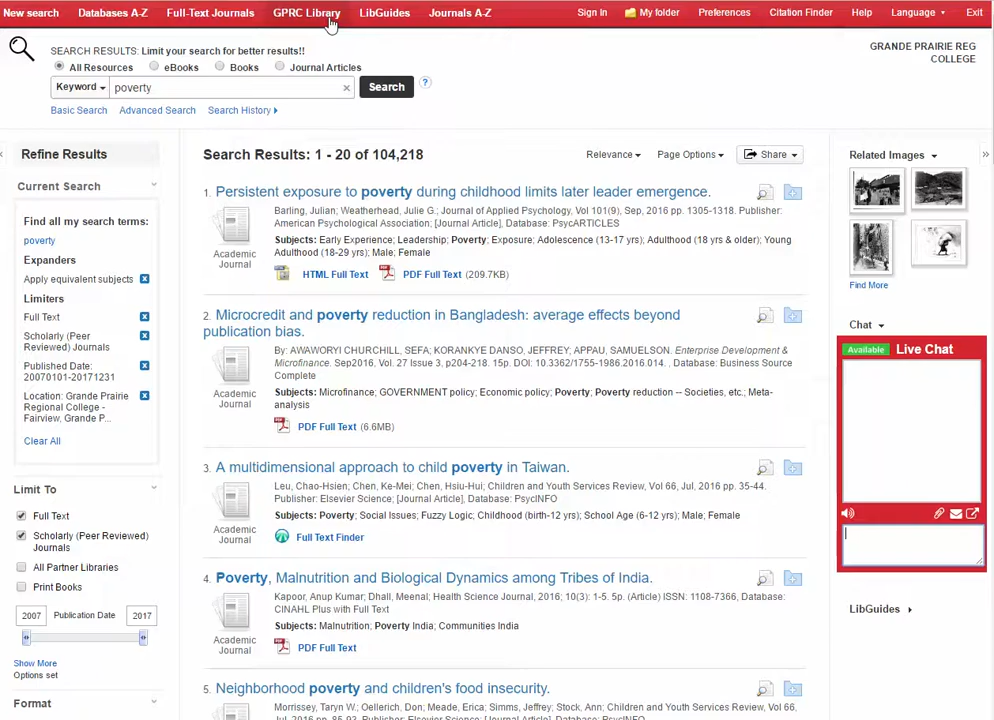 New search Databases A-Z Full-Text Journals GPRC Library LibGuides Journals A-Z Sign In My folder Preferences Citation Finder Help Language Exit
SEARCH RESULTS: Limit your search for better results!!
All Resources eBooks Books Journal Articles
Keyword poverty × Search ?
Basic Search Advanced Search Search History
GRANDE PRAIRIE REG
COLLEGE
Refine Results
Current Search
Find all my search terms:
poverty
Expanders
Apply equivalent subjects x
Limiters
Full Text x
Scholarly (Peer x
Reviewed) Journals
Published Date: x
20070101-20171231
Location: Grande Prairie x
Regional College -
Fairview, Grande P...
Clear All
Limit To
Full Text
Scholarly (Peer Reviewed)
Journals
All Partner Libraries
Print Books
2007 Publication Date 2017
Show More
Options set
Format
Search Results: 1 - 20 of 104,218
Relevance Page Options Share
1. Persistent exposure to poverty during childhood limits later leader emergence.
Barling, Julian; Weatherhead, Julie G.; Journal of Applied Psychology, Vol 101(9), Sep, 2016 pp. 1305-1318. Publisher:
American Psychological Association; [Journal Article], Database: PsycARTICLES
Subjects: Early Experience; Leadership; Poverty; Exposure; Adolescence (13-17 yrs); Adulthood (18 yrs & older); Young
Adulthood (18-29 yrs); Male; Female
Academic
Journal
HTML Full Text PDF Full Text (209.7KB)
2. Microcredit and poverty reduction in Bangladesh: average effects beyond
publication bias.
By: AWAWORYI CHURCHILL, SEFA; KORANKYE DANSO, JEFFREY; APPAU, SAMUELSON. Enterprise Development &
Microfinance. Sep2016, Vol. 27 Issue 3, p204-218. 15p. DOI: 10.3362/1755-1986.2016.014. , Database: Business Source
Complete
Subjects: Microfinance; GOVERNMENT policy; Economic policy; Poverty; Poverty reduction -- Societies, etc.; Meta-
analysis
Academic
Journal
PDF Full Text (6.6MB)
3. A multidimensional approach to child poverty in Taiwan.
Leu, Chao-Hsien; Chen, Ke-Mei; Chen, Hsiu-Hui; Children and Youth Services Review, Vol 66, Jul, 2016 pp. 35-44.
Publisher: Elsevier Science; [Journal Article], Database: PsycINFO
Subjects: Poverty; Social Issues; Fuzzy Logic; Childhood (birth-12 yrs); School Age (6-12 yrs); Male; Female
Academic
Journal
Full Text Finder
4. Poverty, Malnutrition and Biological Dynamics among Tribes of India.
Kapoor, Anup Kumar; Dhall, Meenal; Health Science Journal, 2016; 10(3): 1-5. 5p. (Article) ISSN: 1108-7366, Database:
CINAHL Plus with Full Text
Subjects: Malnutrition; Poverty India; Communities India
Academic
Journal
PDF Full Text
5. Neighborhood poverty and children's food insecurity.
Morrissey, Taryn W.; Oellerich, Don; Meade, Erica; Simms, Jeffrey; Stock, Ann; Children and Youth Services Review, Vol 66,
Jul, 2016 pp. 85-93. Publisher: Elsevier Science; [Journal Article], Database: PsycINFO
Related Images
Find More
Chat
Available Live Chat
LibGuides